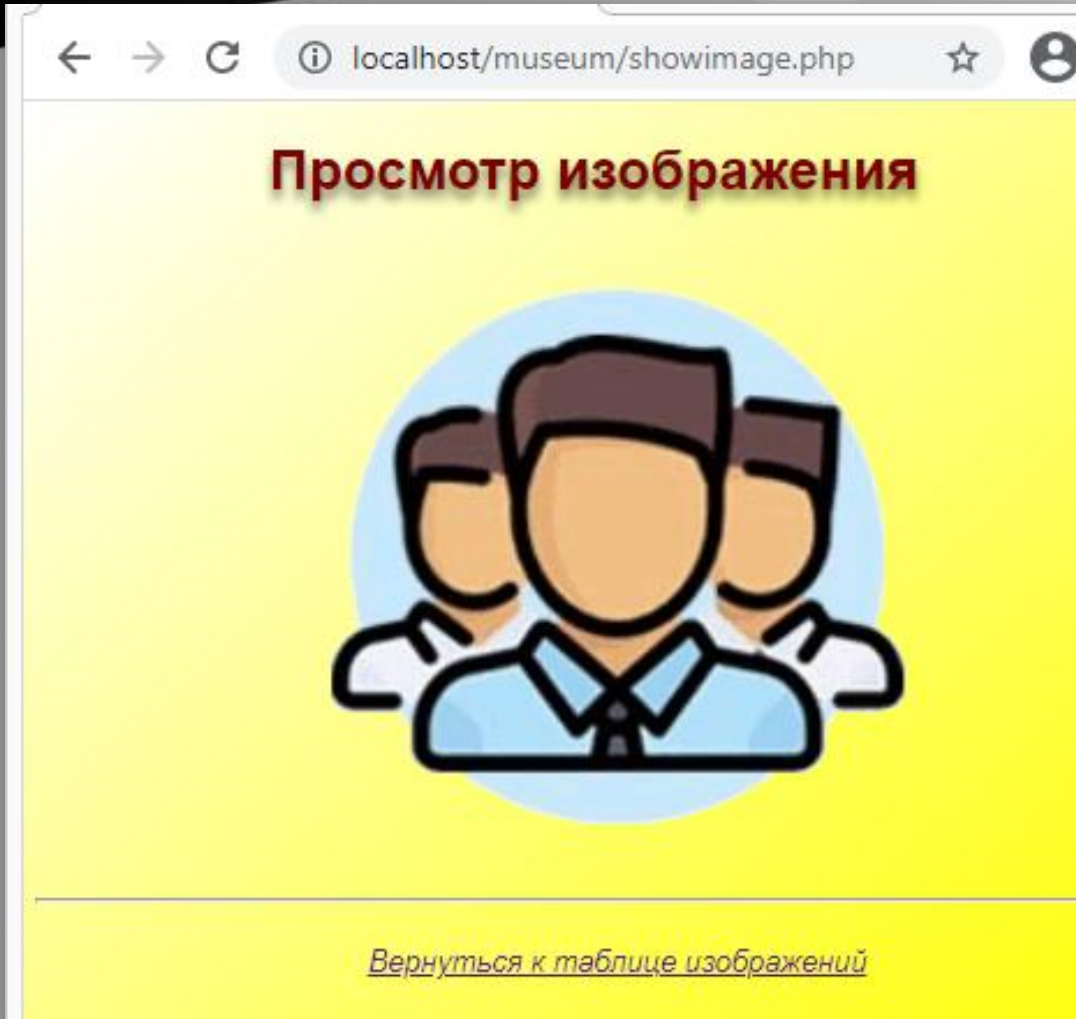 localhost/museum/showimage.php
Просмотр изображения
Вернуться к таблице изображений